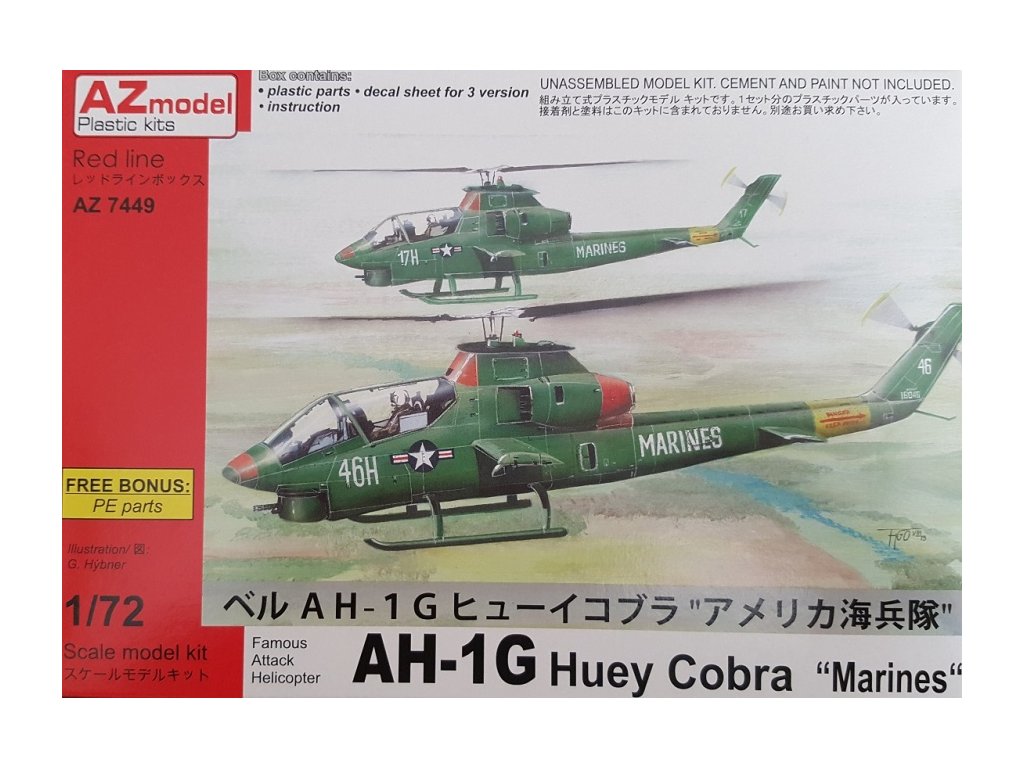 AZmodel
Plastic kits
Red line
レッドラインボックス
AZ 7449
Box contains:
• plastic parts • decal sheet for 3 version
• instruction
UNASSEMBLED MODEL KIT. CEMENT AND PAINT NOT INCLUDED.
組み立て式プラスチックモデル キットです。1セット分のプラスチックパーツが入っています。
接着剤と塗料はこのキットに含まれておりません。別途お買い求め下さい。
17
17H
MARINES
46
46H
MARINES
DANGER
FREE BONUS:
PE parts
Illustration/ 図:
G. Hýbner
1/72
Scale model kit
スケールモデルキット
ベル AH-1G ヒューイコブラ "アメリカ海兵隊"
Famous
Attack
Helicopter
AH-1G Huey Cobra “Marines“